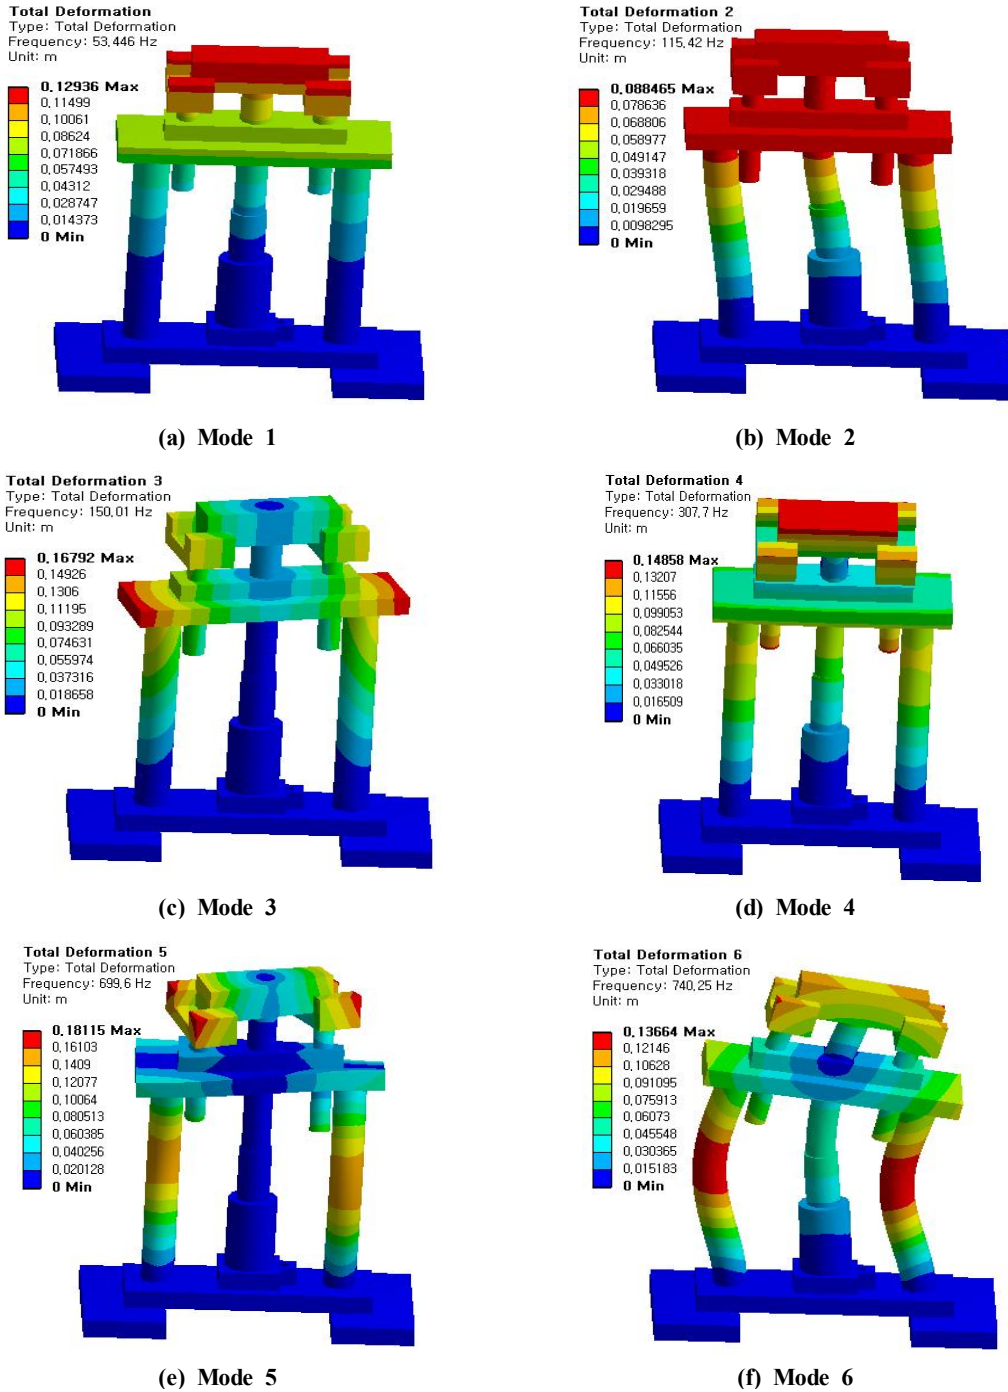 Total Deformation
Type: Total Deformation
Frequency: 53,446 Hz
Unit: m
0,12936 Max
0,11499
0,10061
0,08624
0,071866
0,057493
0,04312
0,028747
0,014373
0 Min
(a) Mode 1
Total Deformation 2
Type: Total Deformation
Frequency: 115,42 Hz
Unit: m
0,088465 Max
0,078636
0,068806
0,058977
0,049147
0,039318
0,029488
0,019659
0,0098295
0 Min
(b) Mode 2
Total Deformation 3
Type: Total Deformation
Frequency: 150,01 Hz
Unit: m
0,16792 Max
0,14926
0,1306
0,11195
0,093289
0,074631
0,055974
0,037316
0,018658
0 Min
(c) Mode 3
Total Deformation 4
Type: Total Deformation
Frequency: 307,7 Hz
Unit: m
0,14858 Max
0,13207
0,11556
0,099053
0,082544
0,066035
0,049526
0,033018
0,016509
0 Min
(d) Mode 4
Total Deformation 5
Type: Total Deformation
Frequency: 699,6 Hz
Unit: m
0,18115 Max
0,16103
0,1409
0,12077
0,10064
0,080513
0,060385
0,040256
0,020128
0 Min
(e) Mode 5
Total Deformation 6
Type: Total Deformation
Frequency: 740,25 Hz
Unit: m
0,13664 Max
0,12146
0,10628
0,091095
0,075913
0,06073
0,045548
0,030365
0,015183
0 Min
(f) Mode 6